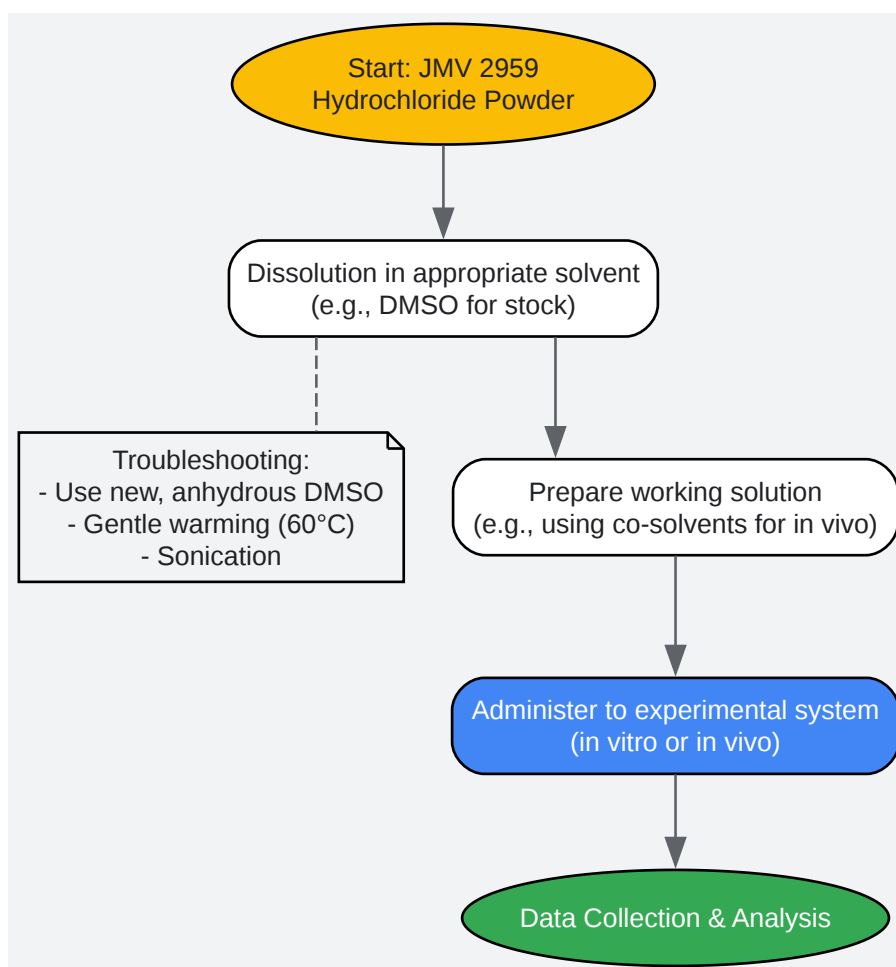 Start: JMV 2959
Hydrochloride Powder
Dissolution in appropriate solvent
(e.g., DMSO for stock)
Troubleshooting:
- Use new, anhydrous DMSO
- Gentle warming (60°C)
- Sonication
Prepare working solution
(e.g., using co-solvents for in vivo)
Administer to experimental system
(in vitro or in vivo)
Data Collection & Analysis